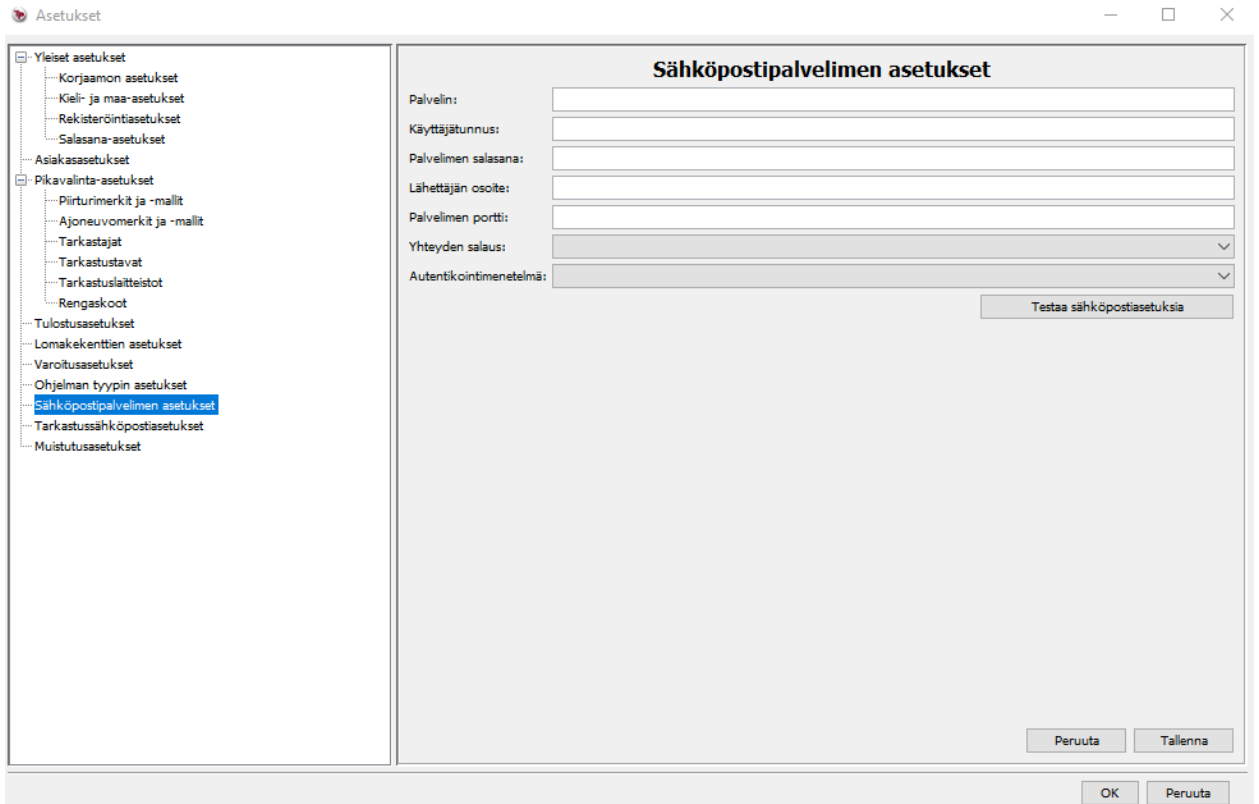 Asetukset
Yleiset asetukset
Korjaamon asetukset
Kieli- ja maa-asetukset
Rekisteröintiasetukset
Salasana-asetukset
Asiakasasetukset
Pikavalinta-asetukset
Piirturimerkit ja -mallit
Ajoneuvomerkit ja -mallit
Tarkastajat
Tarkastustavat
Tarkastuslaitteistot
Rengaskoot
Tulostusasetukset
Lomakekenttien asetukset
Varoitusasetukset
Ohjelman tyypin asetukset
Sähköpostipalvelimen asetukset
Tarkastussähköpostiasetukset
Muistutusasetukset
Sähköpostipalvelimen asetukset
Palvelin:
Käyttäjätunnus:
Palvelimen salasana:
Lähettäjän osoite:
Palvelimen portti:
Yhteyden salaus:
Autentikointimenetelmä:
Testaa sähköpostiasetuksia
Peruuta Tallenna
OK Peruuta